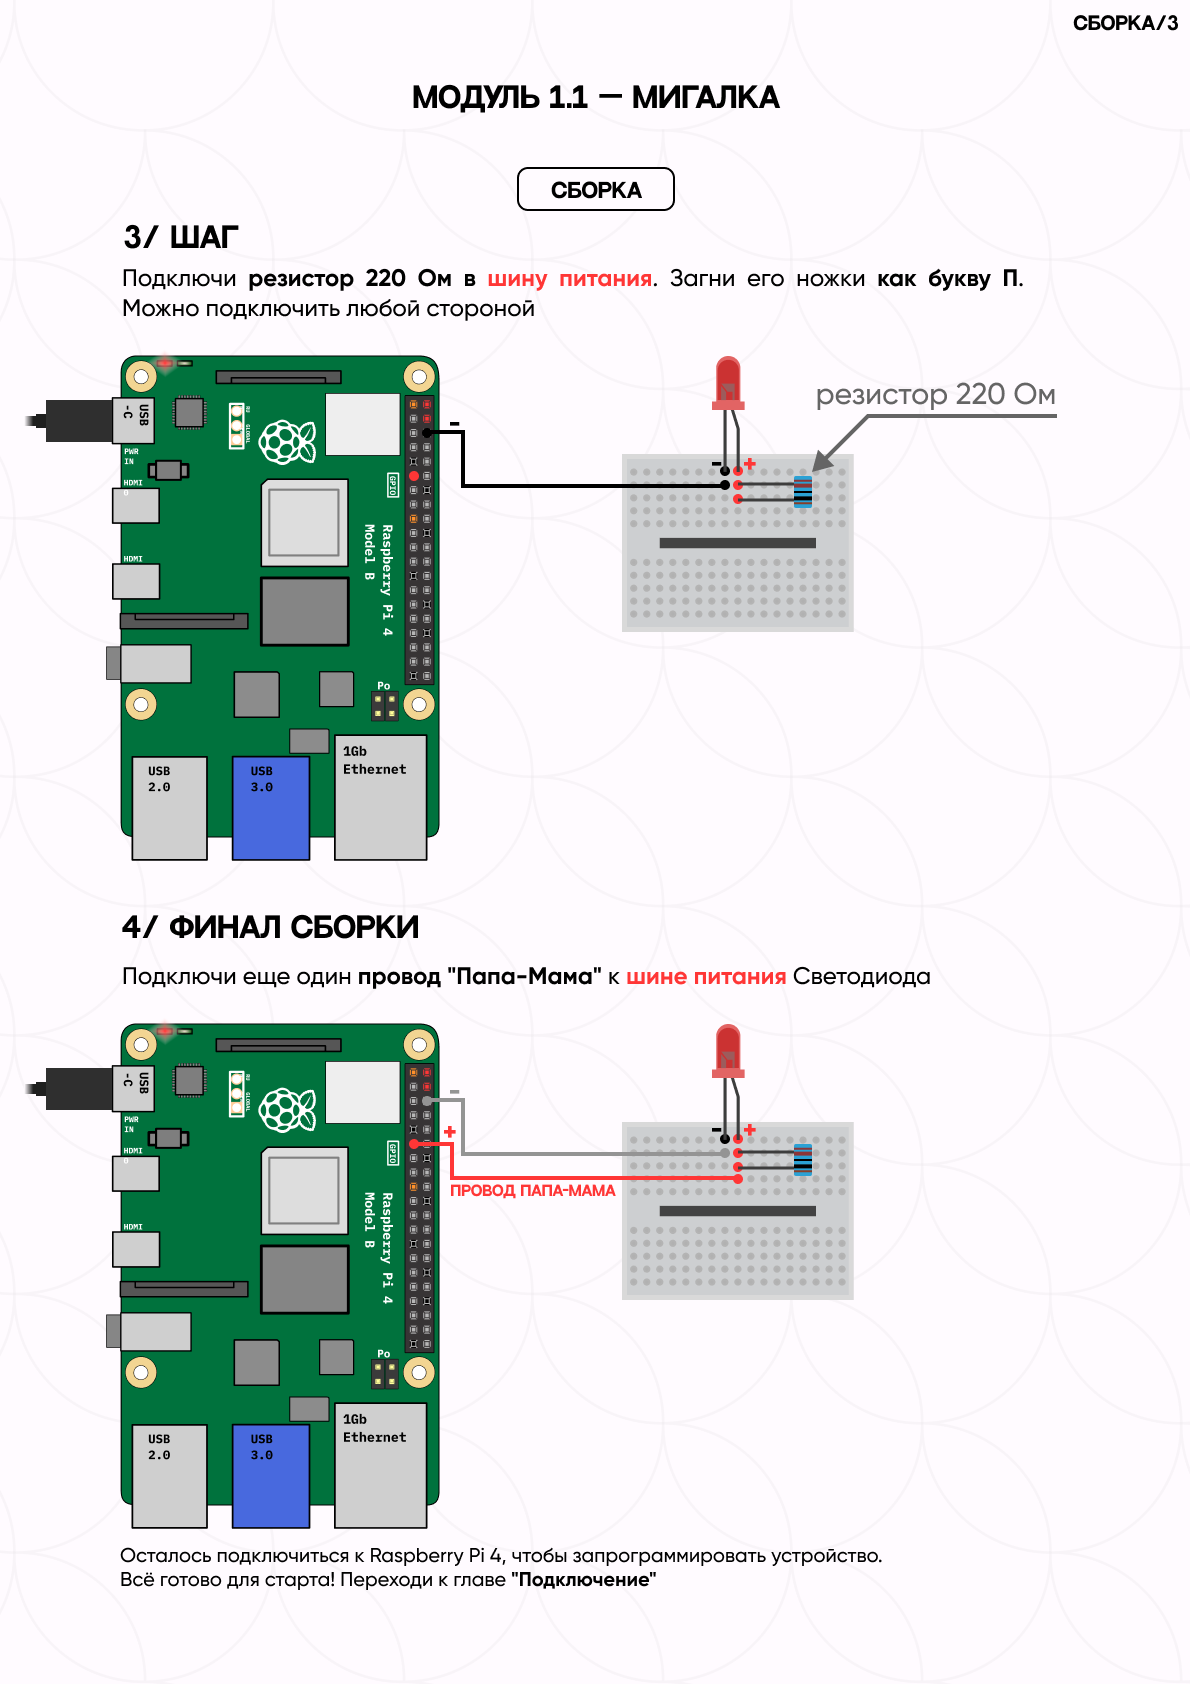 СБОРКА/3
МОДУЛЬ 1.1 — МИГАЛКА
СБОРКА
3/ ШАГ
Подключи резистор 220 Ом в шину питания. Загни его ножки как букву П.
Можно подключить любой стороной
USB
-C
PWR
IN
HDMI
0
HDMI
GLOBAL
GPIO
Raspberry Pi 4
Model B
Po
USB
2.0
USB
3.0
1Gb
Ethernet
-
- +
резистор 220 Ом
4/ ФИНАЛ СБОРКИ
Подключи еще один провод "Папа-Мама" к шине питания Светодиода
USB
-C
PWR
IN
HDMI
0
HDMI
GLOBAL
GPIO
Raspberry Pi 4
Model B
Po
USB
2.0
USB
3.0
1Gb
Ethernet
-
+
- +
ПРОВОД ПАПА-МАМА
Осталось подключиться к Raspberry Pi 4, чтобы запрограммировать устройство.
Всё готово для старта! Переходи к главе "Подключение"